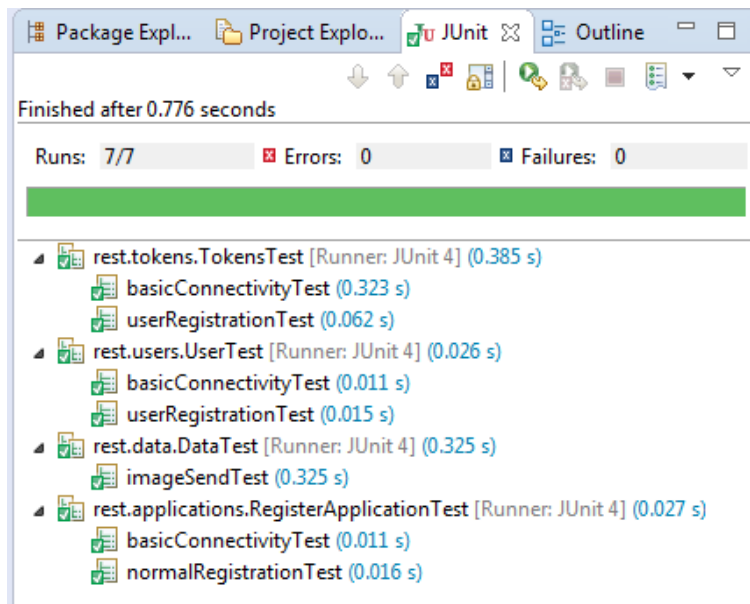 Package Expl... Project Explo... JUnit Outline
Finished after 0.776 seconds
Runs: 7/7 Errors: 0 Failures: 0
rest.tokens.TokensTest [Runner: JUnit 4] (0.385 s)
basicConnectivityTest (0.323 s)
userRegistrationTest (0.062 s)
rest.users.UserTest [Runner: JUnit 4] (0.026 s)
basicConnectivityTest (0.011 s)
userRegistrationTest (0.015 s)
rest.data.DataTest [Runner: JUnit 4] (0.325 s)
imageSendTest (0.325 s)
rest.applications.RegisterApplicationTest [Runner: JUnit 4] (0.027 s)
basicConnectivityTest (0.011 s)
normalRegistrationTest (0.016 s)